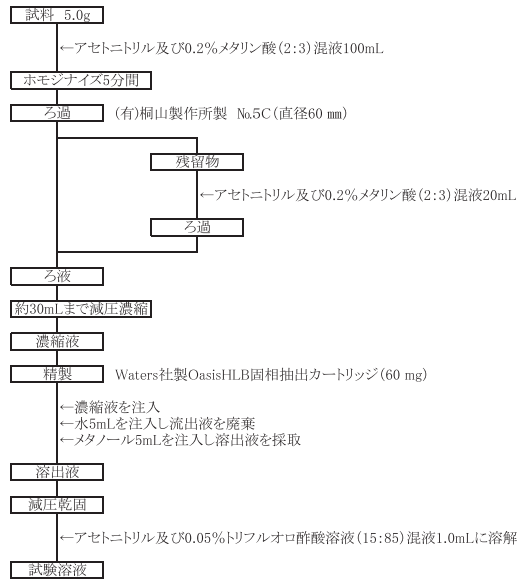 試料 5.0g
←アセトニトリル及び0.2%メタリン酸(2:3)混液100mL
ホモジナイズ5分間
ろ過 (有)桐山製作所製 №5C(直径60㎜)
残留物
←アセトニトリル及び0.2%メタリン酸(2:3)混液20mL
ろ過
ろ液
約30mLまで減圧濃縮
濃縮液
精製 Waters社製OasisHLB固相抽出カートリッジ(60 mg)
←濃縮液を注入
←水5mLを注入し流出液を廃棄
←メタノール5mLを注入し溶出液を採取
溶出液
減圧乾固
←アセトニトリル及び0.05%トリフルオロ酢酸溶液(15:85)混液1.0mLに溶解
試験溶液